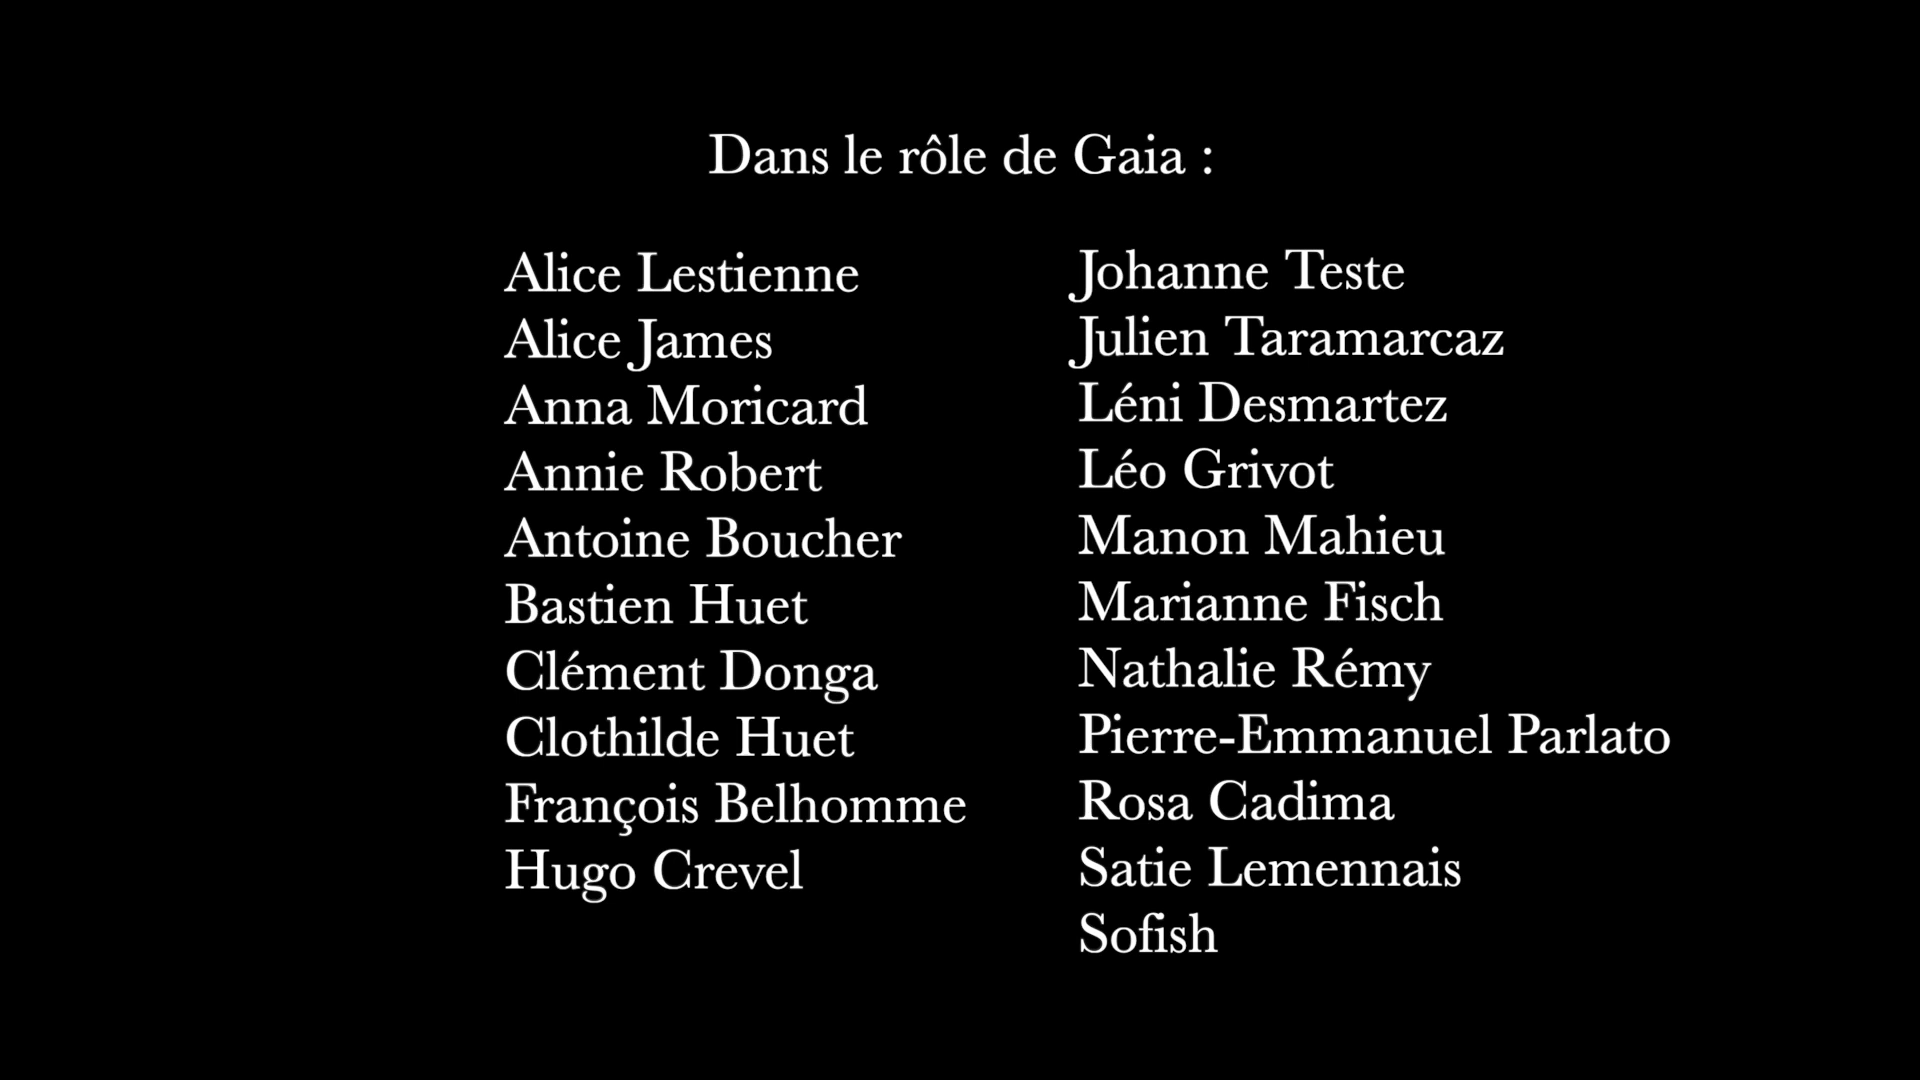 Dans le rôle de Gaia :
Alice Lestienne
Alice James
Anna Moricard
Annie Robert
Antoine Boucher
Bastien Huet
Clément Donga
Clothilde Huet
François Belhomme
Hugo Crevel
Johanne Teste
Julien Taramarcaz
Léni Desmartez
Léo Grivot
Manon Mahieu
Marianne Fisch
Nathalie Rémy
Pierre-Emmanuel Parlato
Rosa Cadima
Satie Lemennais
Sofish